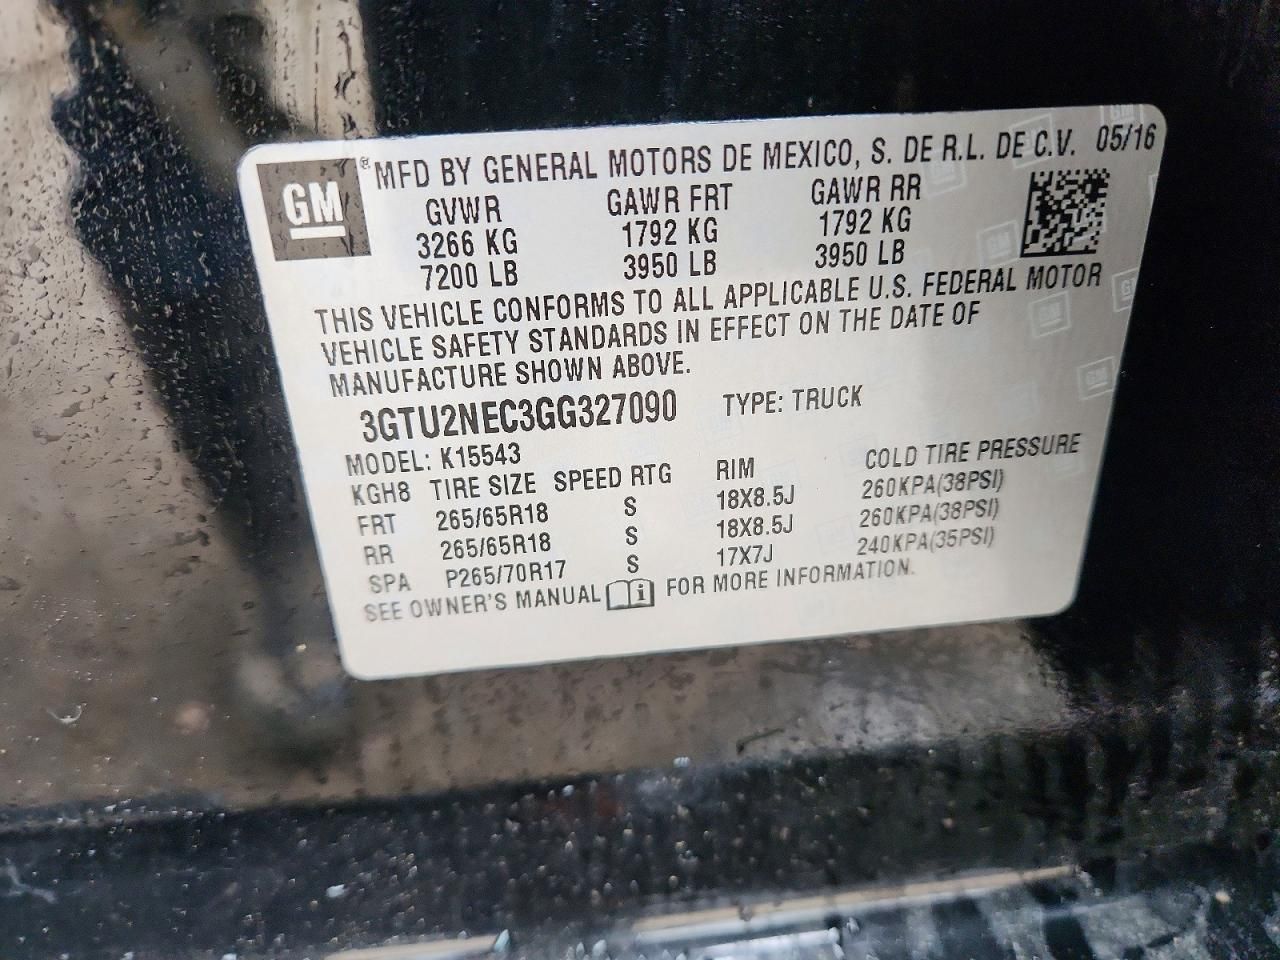 GM ® MFD BY GENERAL MOTORS DE MEXICO, S. DE R.L. DE C.V. 05/16
GVWR GAWR FRT GAWR RR
3266 KG 1792 KG 1792 KG
7200 LB 3950 LB 3950 LB
THIS VEHICLE CONFORMS TO ALL APPLICABLE U.S. FEDERAL MOTOR
VEHICLE SAFETY STANDARDS IN EFFECT ON THE DATE OF
MANUFACTURE SHOWN ABOVE.
3GTU2NEC3GG327090 TYPE: TRUCK
MODEL: K15543
KGH8 TIRE SIZE SPEED RTG RIM COLD TIRE PRESSURE
FRT 265/65R18 S 18X8.5J 260KPA(38PSI)
RR 265/65R18 S 18X8.5J 260KPA(38PSI)
SPA P265/70R17 S 17X7J 240KPA(35PSI)
SEE OWNER'S MANUAL i FOR MORE INFORMATION.